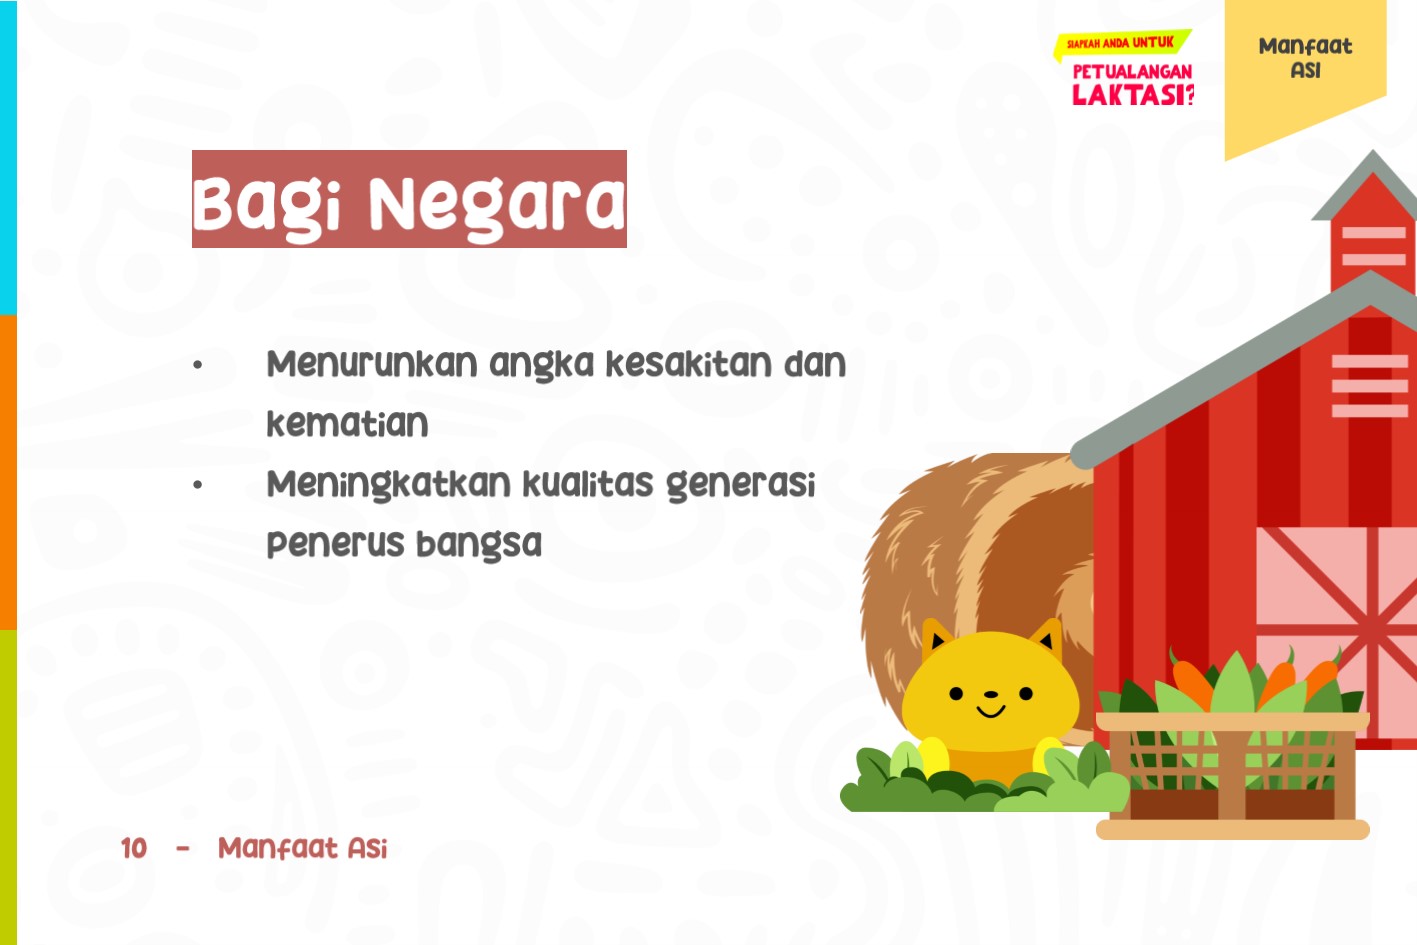 SIAPKAH ANDA UNTUK
PETUALANGAN
LAKTASI?
Manfaat
ASI
Bagi Negara
• Menurunkan angka kesakitan dan
kematian
• Meningkatkan kualitas generasi
penerus bangsa
10 - Manfaat Asi